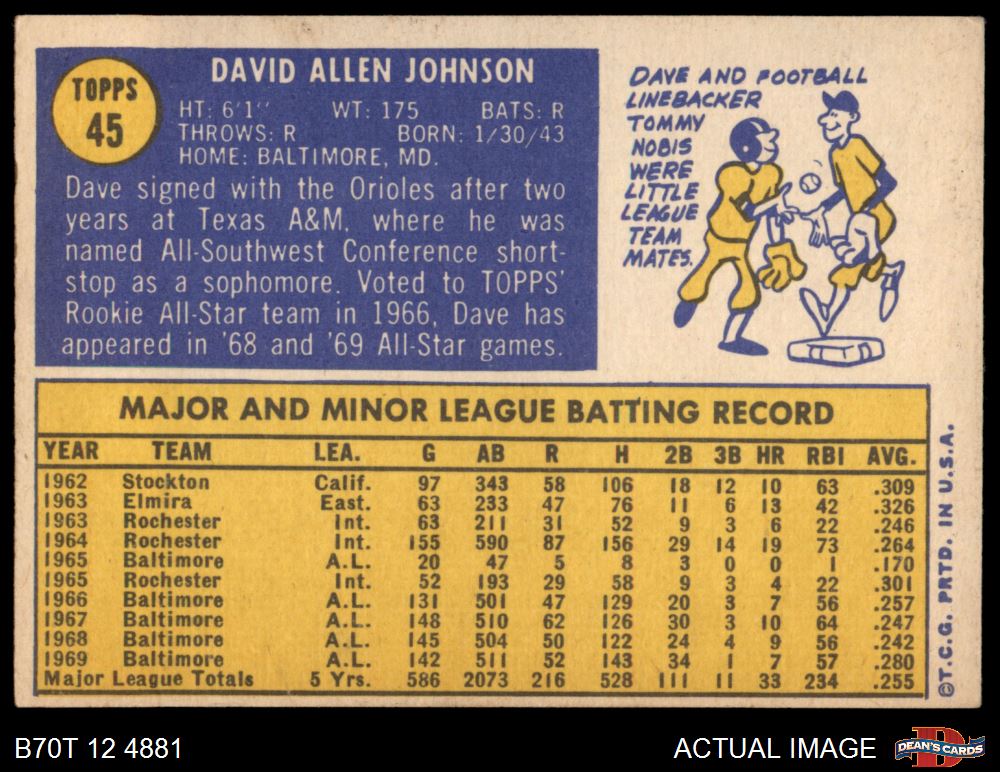 TOPPS
45
DAVID ALLEN JOHNSON
HT: 6'1" WT: 175 BATS: R
THROWS: R BORN: 1/30/43
HOME: BALTIMORE, MD.
Dave signed with the Orioles after two
years at Texas A&M, where he was
named All-Southwest Conference short-
stop as a sophomore. Voted to TOPPS'
Rookie All-Star team in 1966, Dave has
appeared in '68 and '69 All-Star games.
DAVE AND FOOTBALL
LINEBACKER
TOMMY
NOBIS
WERE
LITTLE
LEAGUE
TEAM
MATES.
MAJOR AND MINOR LEAGUE BATTING RECORD
YEAR TEAM LEA. G AB R H 2B 3B HR RBI AVG.
1962 Stockton Calif. 97 343 58 106 18 12 10 63 .309
1963 Elmira East. 63 233 47 76 11 6 13 42 .326
1963 Rochester Int. 63 211 31 52 9 3 6 22 .246
1964 Rochester Int. 155 590 87 156 29 14 19 73 .264
1965 Baltimore A.L. 20 47 5 8 3 0 0 1 .170
1965 Rochester Int. 52 193 29 58 9 3 4 22 .301
1966 Baltimore A.L. 131 501 47 129 20 3 7 56 .257
1967 Baltimore A.L. 148 510 62 126 30 3 10 64 .247
1968 Baltimore A.L. 145 504 50 122 24 4 9 56 .242
1969 Baltimore A.L. 142 511 52 143 34 1 7 57 .280
Major League Totals 5 Yrs. 586 2073 216 528 111 11 33 234 .255
©T.C.G. PRTD. IN U.S.A.
B70T 12 4881
ACTUAL IMAGE
D
DEAN'S CARDS